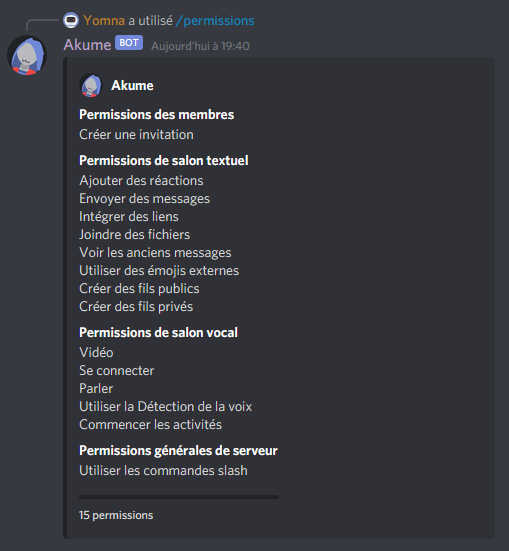 Yomna a utilisé /permissions
Akume BOT Aujourd'hui à 19:40
Akume
Permissions des membres
Créer une invitation
Permissions de salon textuel
Ajouter des réactions
Envoyer des messages
Intégrer des liens
Joindre des fichiers
Voir les anciens messages
Utiliser des émojis externes
Créer des fils publics
Créer des fils privés
Permissions de salon vocal
Vidéo
Se connecter
Parler
Utiliser la Détection de la voix
Commencer les activités
Permissions générales de serveur
Utiliser les commandes slash
15 permissions